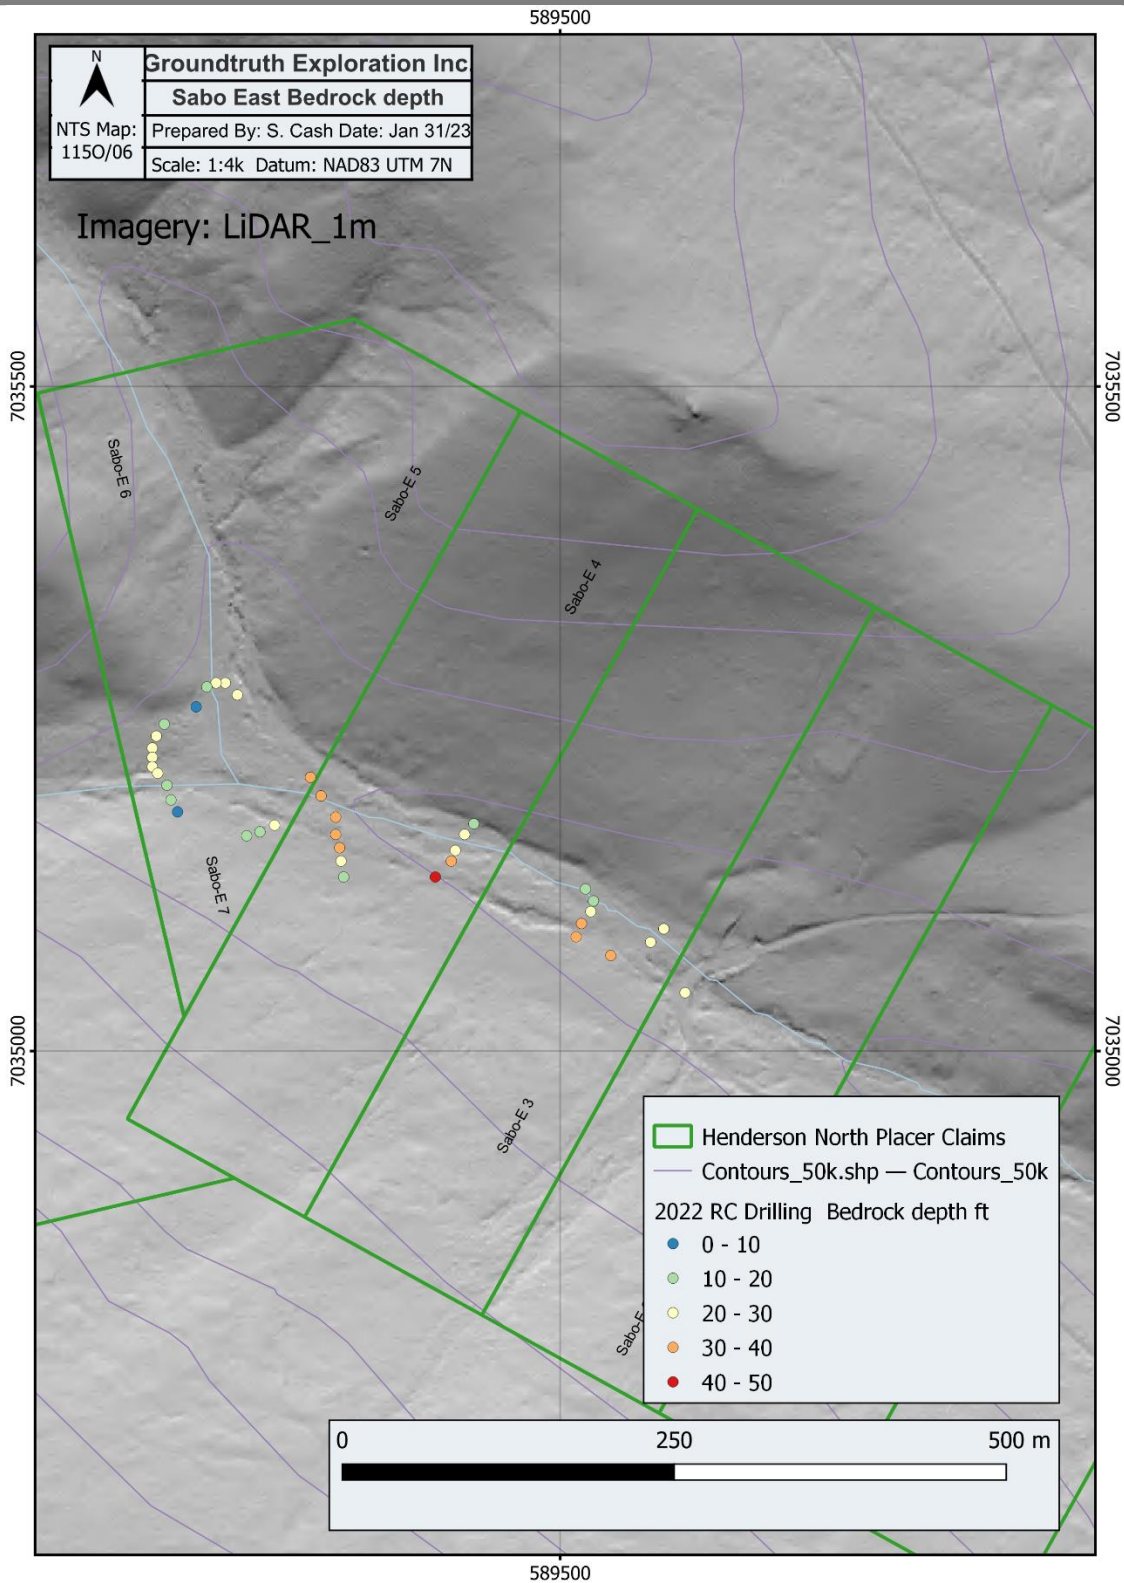 589500
N
Groundtruth Exploration Inc.
Sabo East Bedrock depth
NTS Map:
115O/06
Prepared By: S. Cash Date: Jan 31/23
Scale: 1:4k Datum: NAD83 UTM 7N
Imagery: LiDAR_1m
7035500
7035500
Sabo-E 6
Sabo-E 5
Sabo-E 4
Sabo-E 7
7035000
7035000
Sabo-E 3
Sabo-E
Henderson North Placer Claims
Contours_50k.shp — Contours_50k
2022 RC Drilling Bedrock depth ft
0 - 10
10 - 20
20 - 30
30 - 40
40 - 50
0 250 500 m
589500